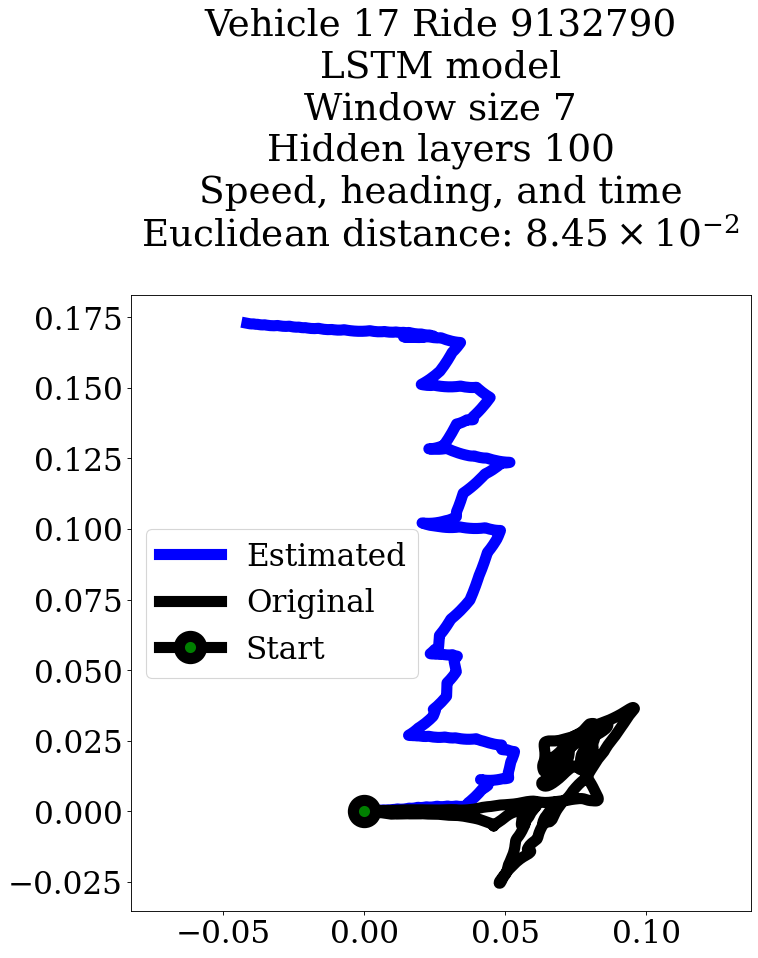 Vehicle 17 Ride 9132790
LSTM model
Window size 7
Hidden layers 100
Speed, heading, and time
Euclidean distance: 8.45 × 10⁻²
0.175
0.150
0.125
0.100
0.075
0.050
0.025
0.000
−0.025
Estimated
Original
Start
−0.05 0.00 0.05 0.10